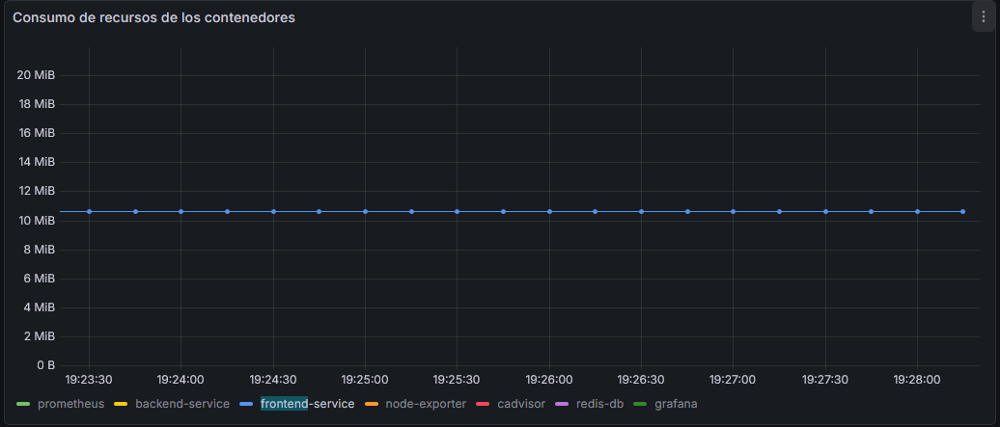 Consumo de recursos de los contenedores
20 MiB
18 MiB
16 MiB
14 MiB
12 MiB
10 MiB
8 MiB
6 MiB
4 MiB
2 MiB
0 B
19:23:30 19:24:00 19:24:30 19:25:00 19:25:30 19:26:00 19:26:30 19:27:00 19:27:30 19:28:00
prometheus backend-service frontend-service node-exporter cadvisor redis-db grafana